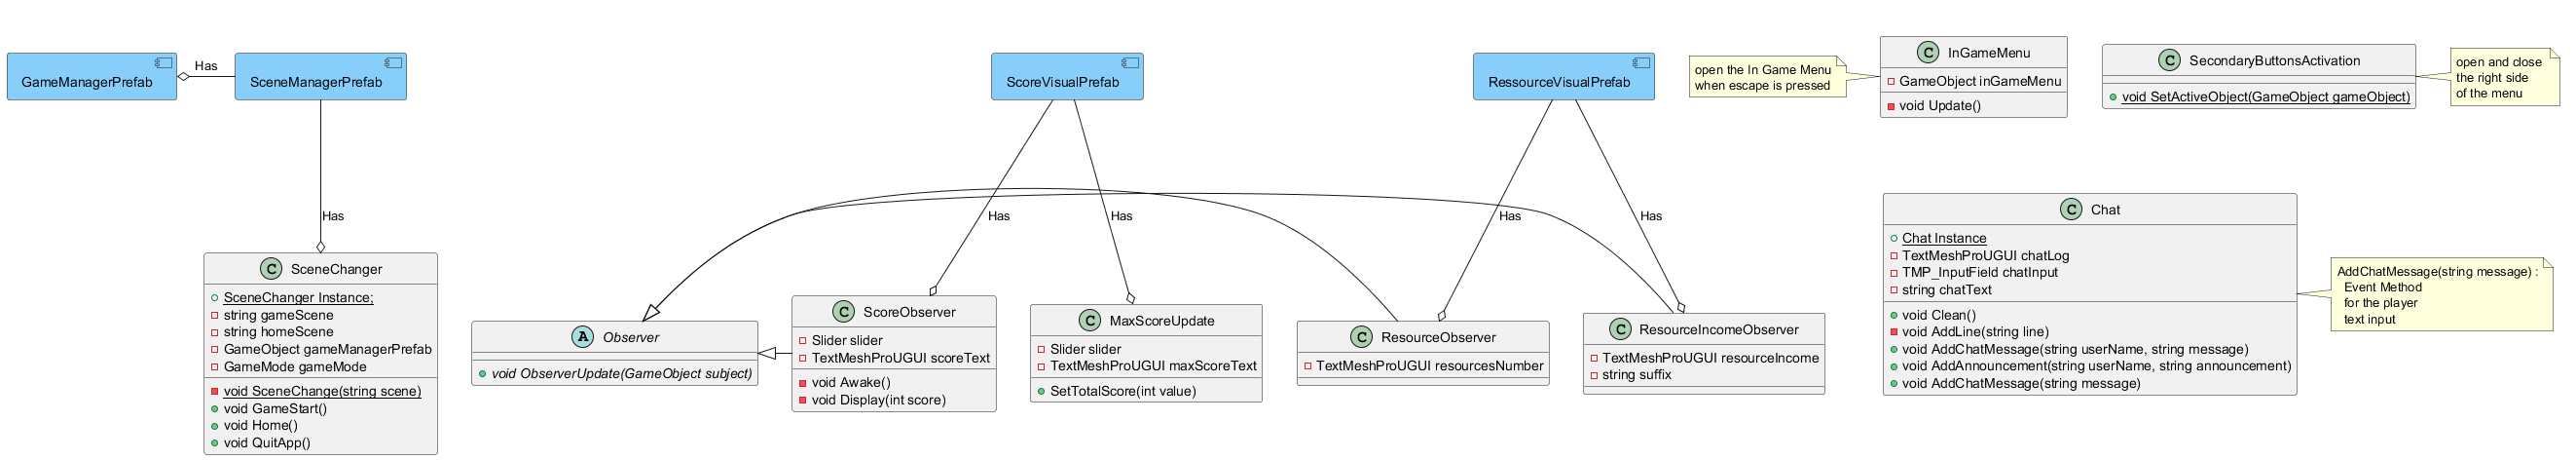 GameManagerPrefab
Has
SceneManagerPrefab
ScoreVisualPrefab
RessourceVisualPrefab
open the In Game Menu
when escape is pressed
C InGameMenu
GameObject inGameMenu
void Update()
C SecondaryButtonsActivation
void SetActiveObject(GameObject gameObject)
open and close
the right side
of the menu
Has
Has
Has
Has
Has
C SceneChanger
SceneChanger Instance;
string gameScene
string homeScene
GameObject gameManagerPrefab
GameMode gameMode
void SceneChange(string scene)
void GameStart()
void Home()
void QuitApp()
A Observer
void ObserverUpdate(GameObject subject)
C ScoreObserver
Slider slider
TextMeshProUGUI scoreText
void Awake()
void Display(int score)
C MaxScoreUpdate
Slider slider
TextMeshProUGUI maxScoreText
SetTotalScore(int value)
C ResourceObserver
TextMeshProUGUI resourcesNumber
C ResourceIncomeObserver
TextMeshProUGUI resourceIncome
string suffix
C Chat
Chat Instance
TextMeshProUGUI chatLog
TMP_InputField chatInput
string chatText
void Clean()
void AddLine(string line)
void AddChatMessage(string userName, string message)
void AddAnnouncement(string userName, string announcement)
void AddChatMessage(string message)
AddChatMessage(string message) :
Event Method
for the player
text input